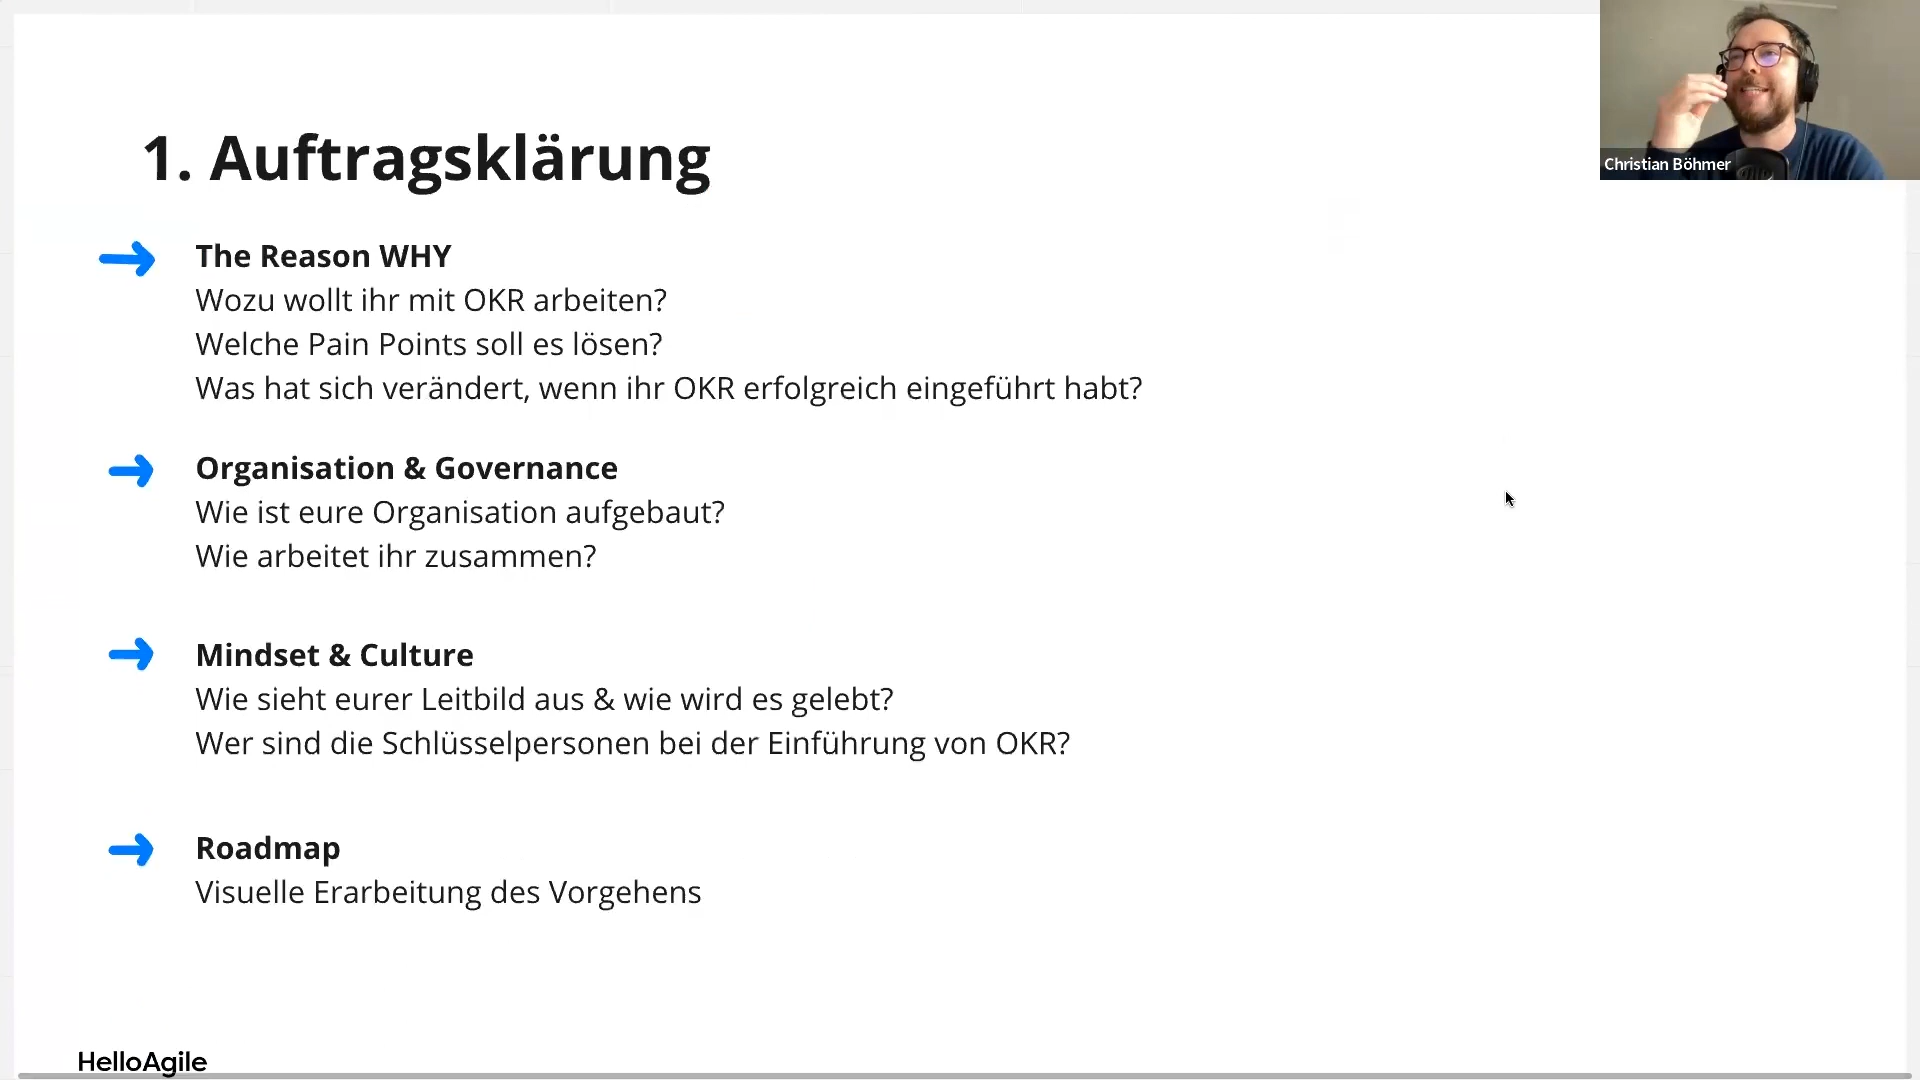 1. Auftragsklärung
Christian Böhmer
The Reason WHY
Wozu wollt ihr mit OKR arbeiten?
Welche Pain Points soll es lösen?
Was hat sich verändert, wenn ihr OKR erfolgreich eingeführt habt?
Organisation & Governance
Wie ist eure Organisation aufgebaut?
Wie arbeitet ihr zusammen?
Mindset & Culture
Wie sieht eurer Leitbild aus & wie wird es gelebt?
Wer sind die Schlüsselpersonen bei der Einführung von OKR?
Roadmap
Visuelle Erarbeitung des Vorgehens
HelloAgile